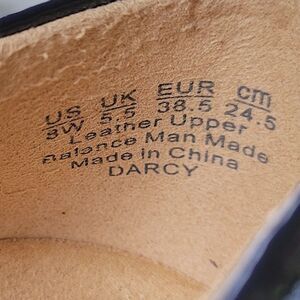 US UK EUR cm
8W 5.5 38.5 24.5
Leather Upper
Balance Man Made
Made in China
DARCY